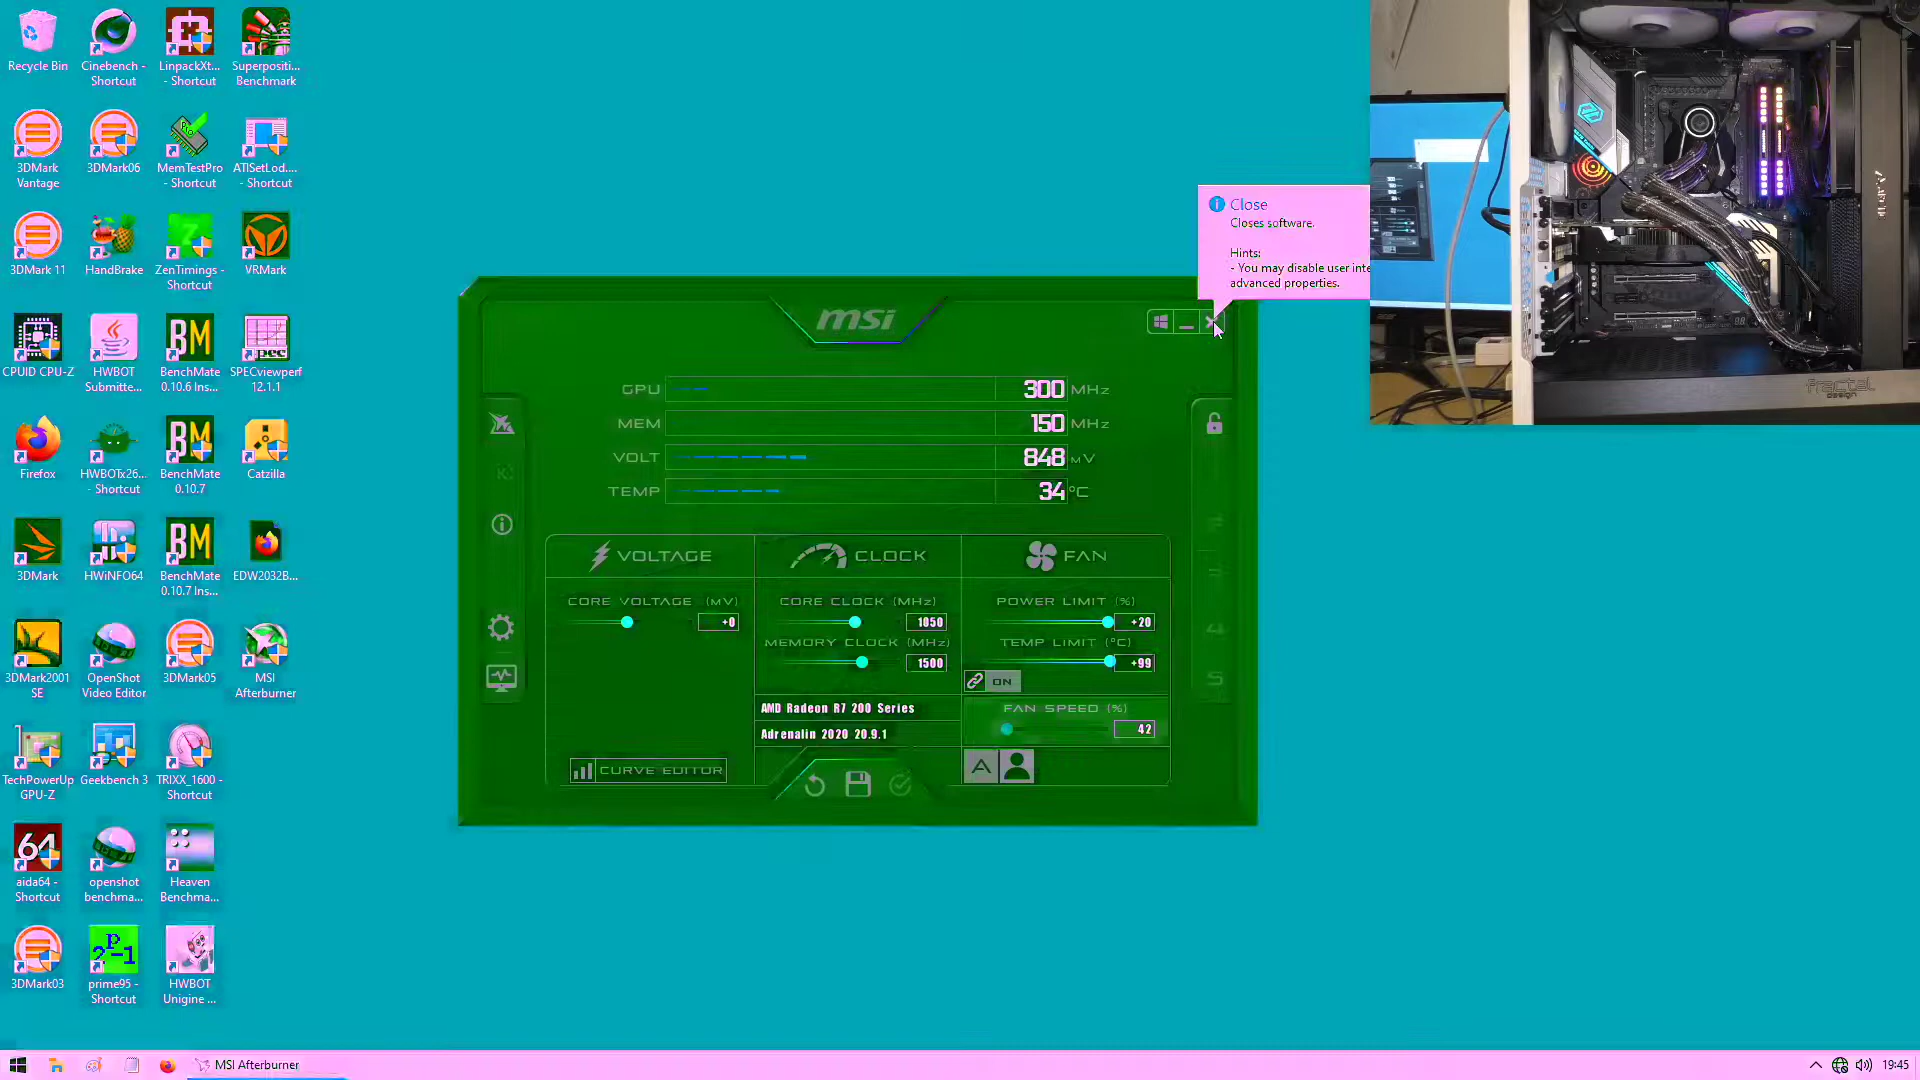 Recycle Bin
Cinebench -
Shortcut
LinpackXt...
- Shortcut
Superpositi...
Benchmark
3DMark
Vantage
3DMark06
MemTestPro
- Shortcut
ATISetLod....
- Shortcut
3DMark 11
HandBrake
ZenTimings -
Shortcut
VRMark
CPUID CPU-Z
HWBOT
Submitte...
BenchMate
0.10.6 Ins...
SPECviewperf
12.1.1
Firefox
HWBOTx26...
- Shortcut
BenchMate
0.10.7
Catzilla
3DMark
HWiNFO64
BenchMate
0.10.7 Ins...
EDW2032B...
3DMark2001
SE
OpenShot
Video Editor
3DMark05
MSI
Afterburner
TechPowerUp
GPU-Z
Geekbench 3
TRIXX_1600 -
Shortcut
aida64 -
Shortcut
openshot
benchma...
Heaven
Benchma...
3DMark03
prime95 -
Shortcut
HWBOT
Unigine ...
Close
Closes software.
Hints:
- You may disable user inte
advanced properties.
msi
GPU 300 MHz
MEM 150 MHz
VOLT 848 mV
TEMP 34 °C
VOLTAGE
CORE VOLTAGE (MV)
+0
CURVE EDITOR
CLOCK
CORE CLOCK (MHz)
1050
MEMORY CLOCK (MHz)
1500
AMD Radeon R7 200 Series
Adrenalin 2020 20.9.1
FAN
POWER LIMIT (%)
+20
TEMP LIMIT (°C)
+99
ON
FAN SPEED (%)
42
A
4
5
fractal
design
MSI Afterburner
19:45